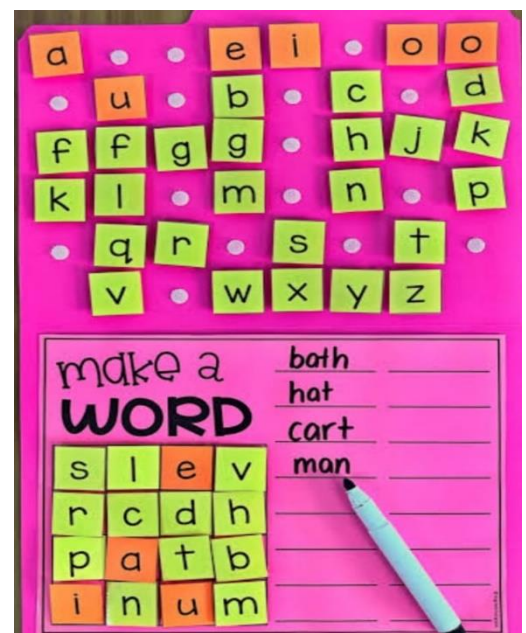 a e i o o
u b c d
f f g g h j k
k l m n p
q r s t
v w x y z
make a
WORD
s l e v
r c d h
p a t b
i n u m
bath
hat
cart
man